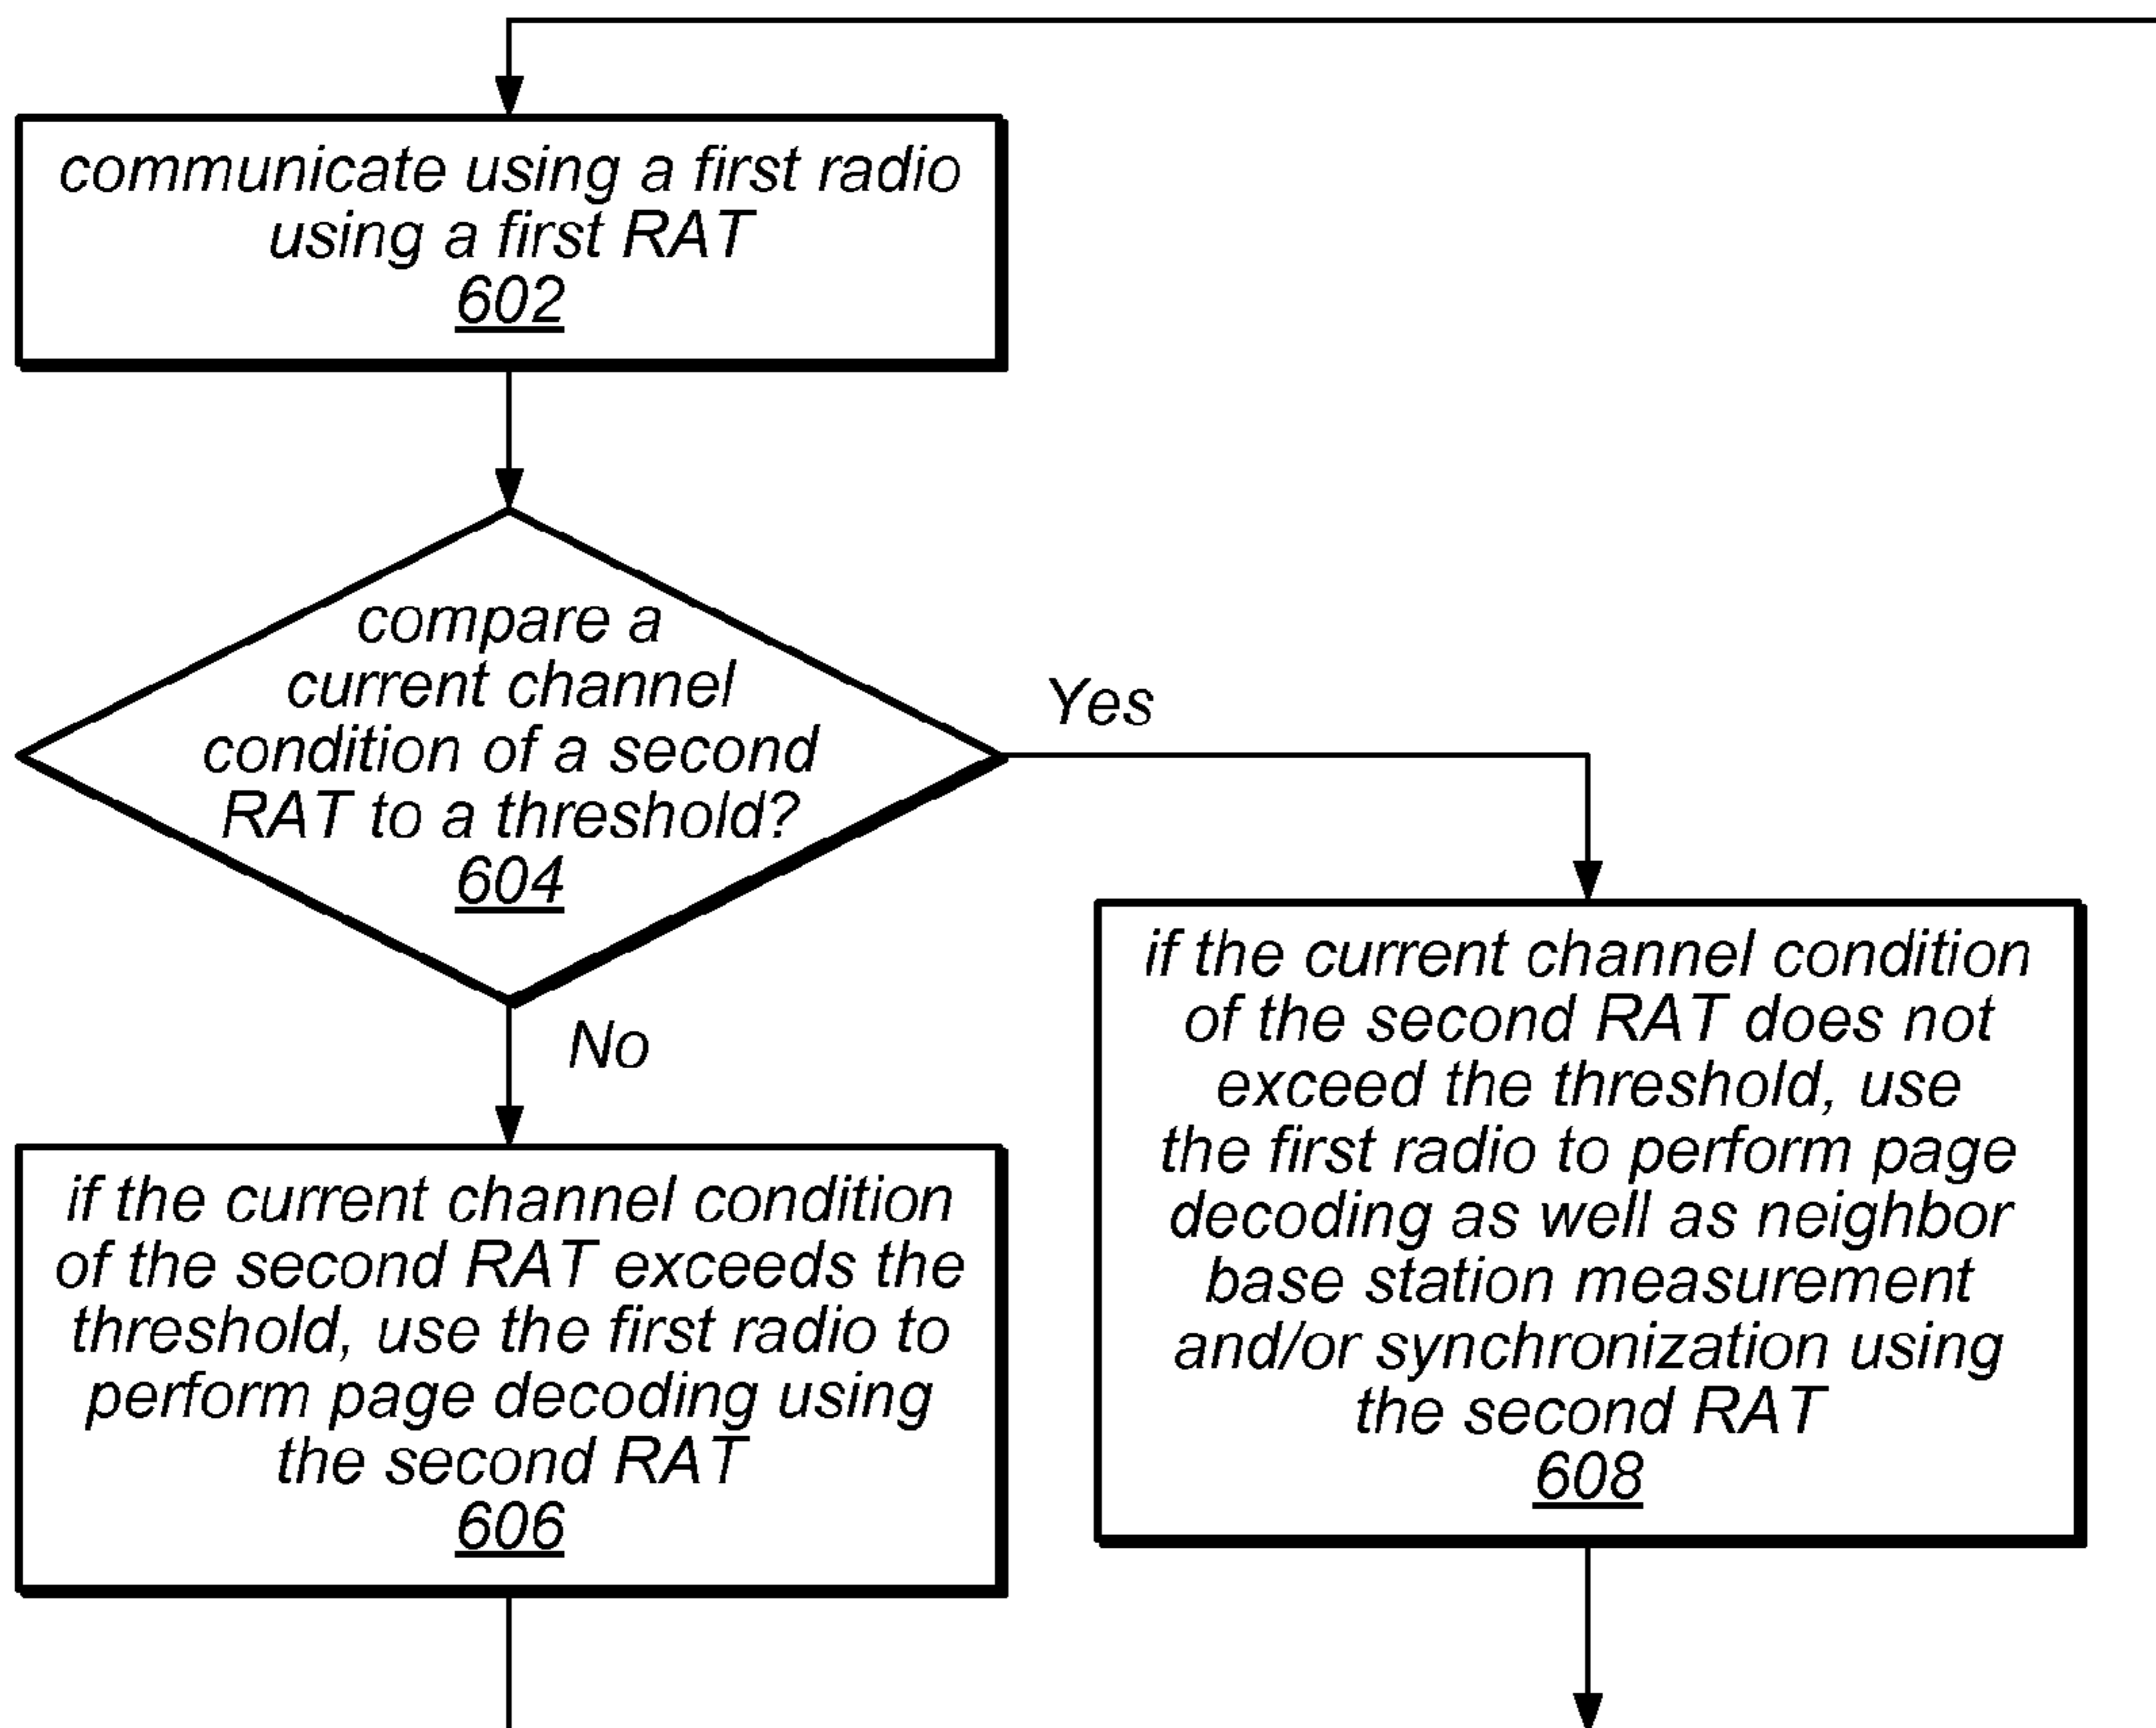 communicate using a first radio
using a first RAT
602
compare a
current channel
condition of a second
RAT to a threshold?
604
Yes
No
if the current channel condition
of the second RAT exceeds the
threshold, use the first radio to
perform page decoding using
the second RAT
606
if the current channel condition
of the second RAT does not
exceed the threshold, use
the first radio to perform page
decoding as well as neighbor
base station measurement
and/or synchronization using
the second RAT
608